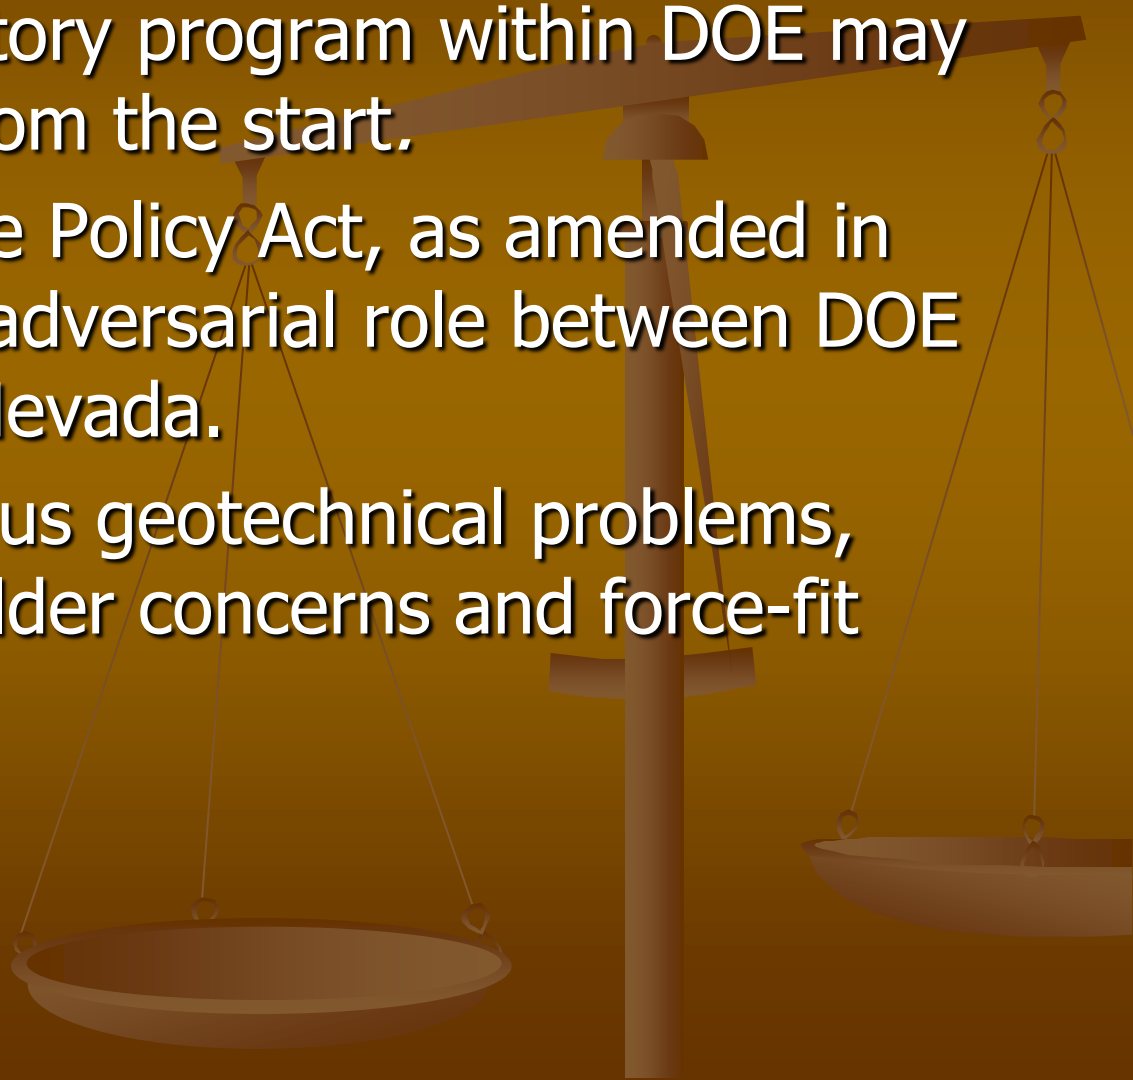 tory program within DOE may
om the start.
e Policy Act, as amended in
adversarial role between DOE
evada.
us geotechnical problems,
lder concerns and force-fit